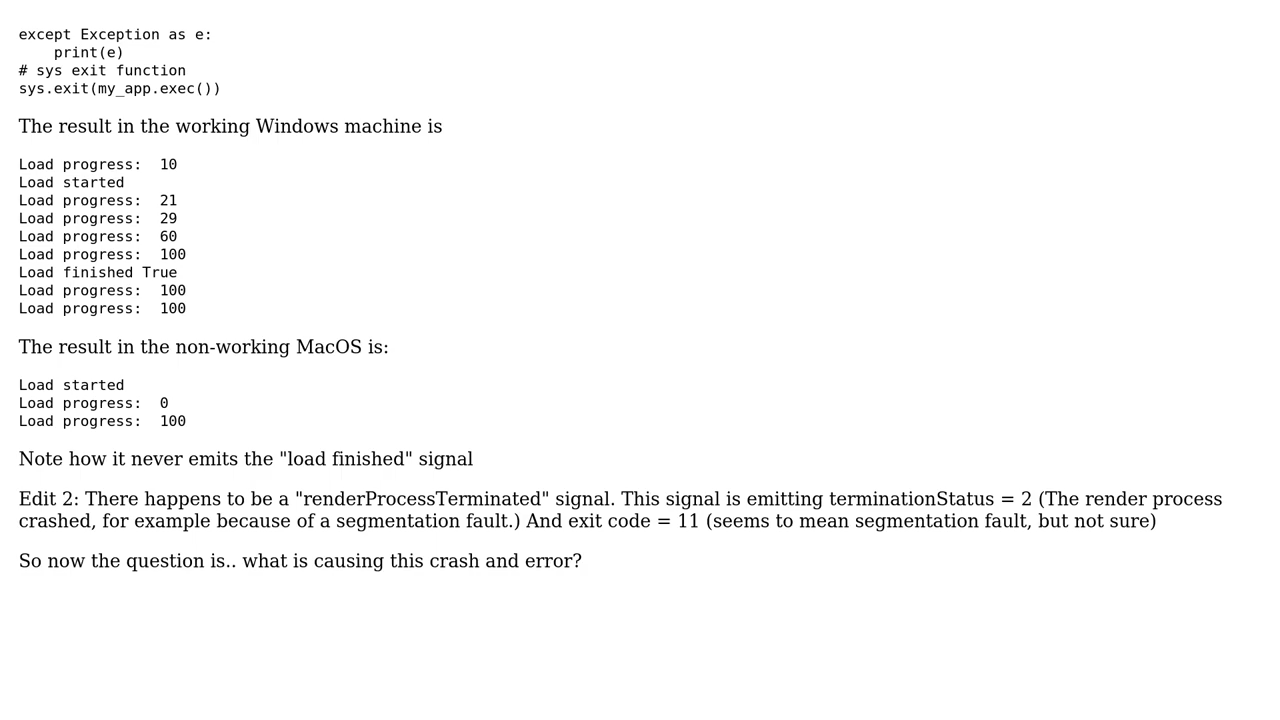 except Exception as e:
    print(e)
# sys exit function
sys.exit(my_app.exec())
The result in the working Windows machine is
Load progress:  10
Load started
Load progress:  21
Load progress:  29
Load progress:  60
Load progress:  100
Load finished True
Load progress:  100
Load progress:  100
The result in the non-working MacOS is:
Load started
Load progress:  0
Load progress:  100
Note how it never emits the "load finished" signal
Edit 2: There happens to be a "renderProcessTerminated" signal. This signal is emitting terminationStatus = 2 (The render process
crashed, for example because of a segmentation fault.) And exit code = 11 (seems to mean segmentation fault, but not sure)
So now the question is.. what is causing this crash and error?